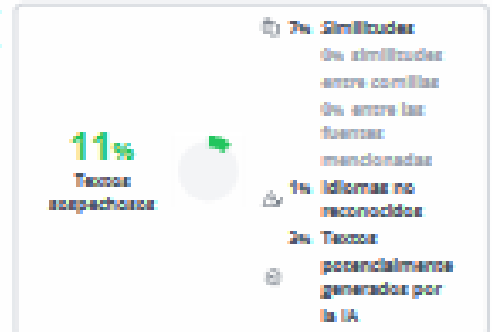 11%
Textos
sospechosos
7% Similitudes
0% similitudes
entre comillas
0% entre las
fuentes
mencionadas
1% Idiomas no
reconocidos
Textos
potencialmente
generados por
la IA